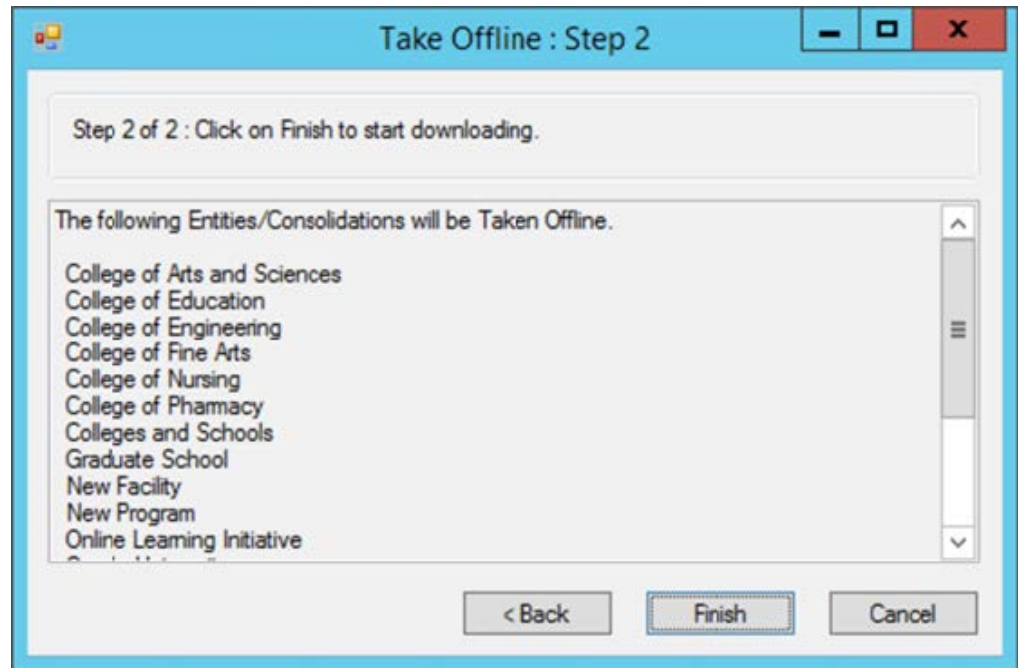 Take Offline : Step 2
Step 2 of 2 : Click on Finish to start downloading.
The following Entities/Consolidations will be Taken Offline.
College of Arts and Sciences
College of Education
College of Engineering
College of Fine Arts
College of Nursing
College of Pharmacy
Colleges and Schools
Graduate School
New Facility
New Program
Online Learning Initiative
< Back
Finish
Cancel